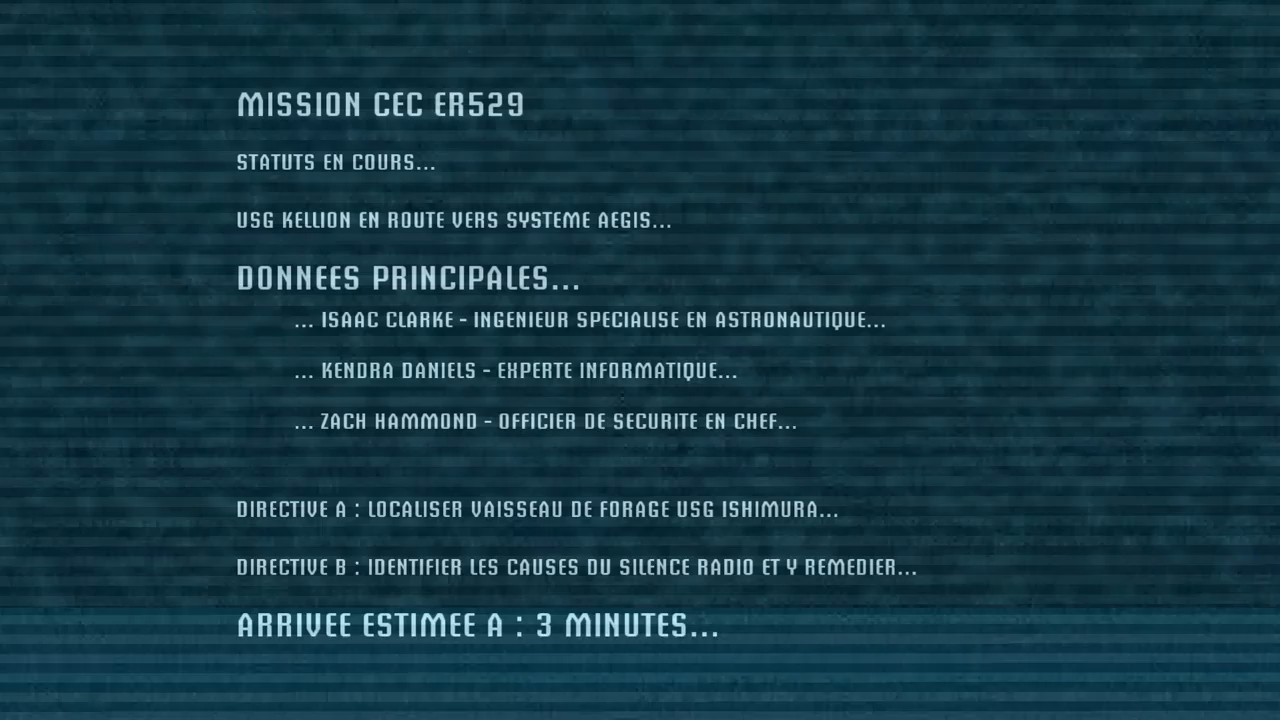 MISSION CEC ER529
STATUTS EN COURS...
USG KELLION EN ROUTE VERS SYSTEME AEGIS...
DONNEES PRINCIPALES...
... ISAAC CLARKE - INGENIEUR SPECIALISE EN ASTRONAUTIQUE...
... KENDRA DANIELS - EXPERTE INFORMATIQUE...
... ZACH HAMMOND - OFFICIER DE SECURITE EN CHEF...
DIRECTIVE A : LOCALISER VAISSEAU DE FORAGE USG ISHIMURA...
DIRECTIVE B : IDENTIFIER LES CAUSES DU SILENCE RADIO ET Y REMEDIER...
ARRIVEE ESTIMEE A : 3 MINUTES...